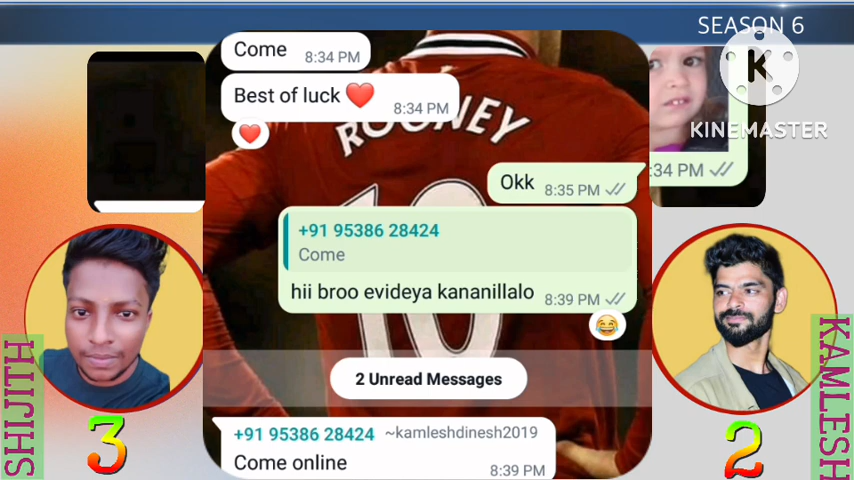 SEASON 6
K
KINEMASTER
Come 8:34 PM
Best of luck ❤️ 8:34 PM
❤️
ROONEY
10
:34 PM
Okk 8:35 PM
+91 95386 28424
Come
hii broo evideya kananillalo 8:39 PM
😂
2 Unread Messages
+91 95386 28424 ~kamleshdinesh2019
Come online 8:39 PM
SHIJITH
3
KAMLESH
2